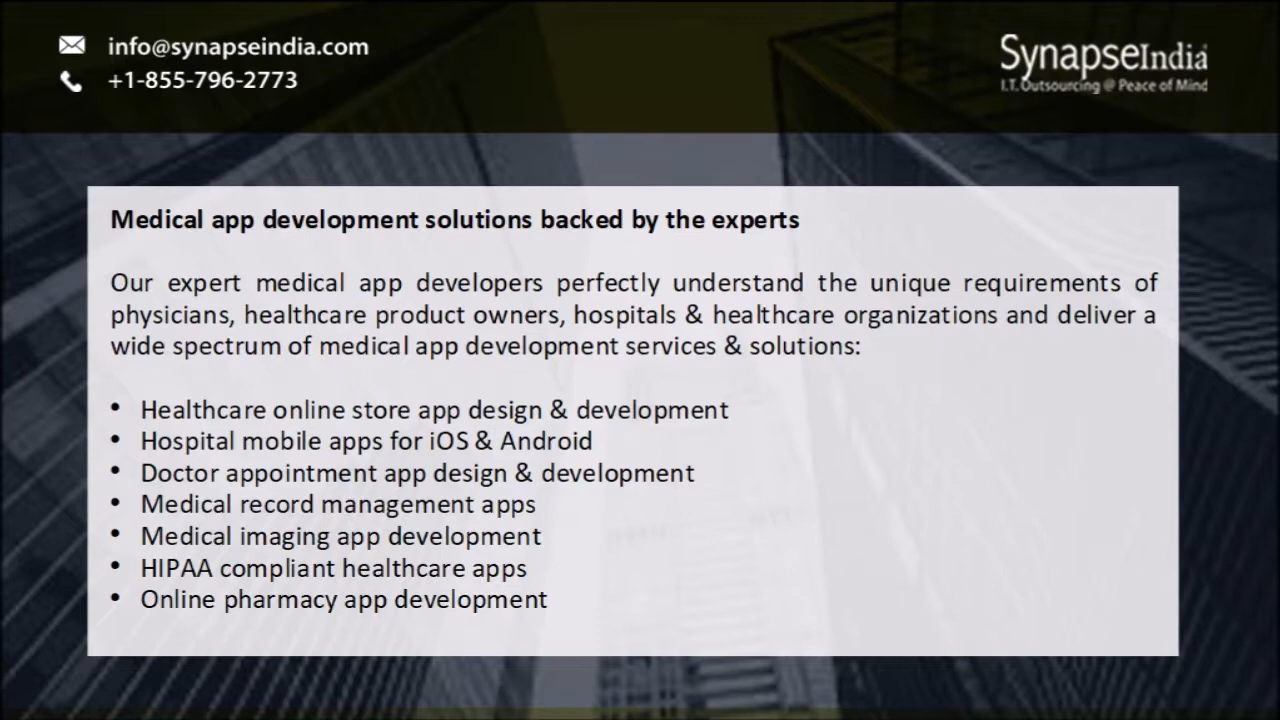 info@synapseindia.com
+1-855-796-2773
SynapseIndia
I.T. Outsourcing @ Peace of Mind
Medical app development solutions backed by the experts
Our expert medical app developers perfectly understand the unique requirements of
physicians, healthcare product owners, hospitals & healthcare organizations and deliver a
wide spectrum of medical app development services & solutions:
• Healthcare online store app design & development
• Hospital mobile apps for iOS & Android
• Doctor appointment app design & development
• Medical record management apps
• Medical imaging app development
• HIPAA compliant healthcare apps
• Online pharmacy app development